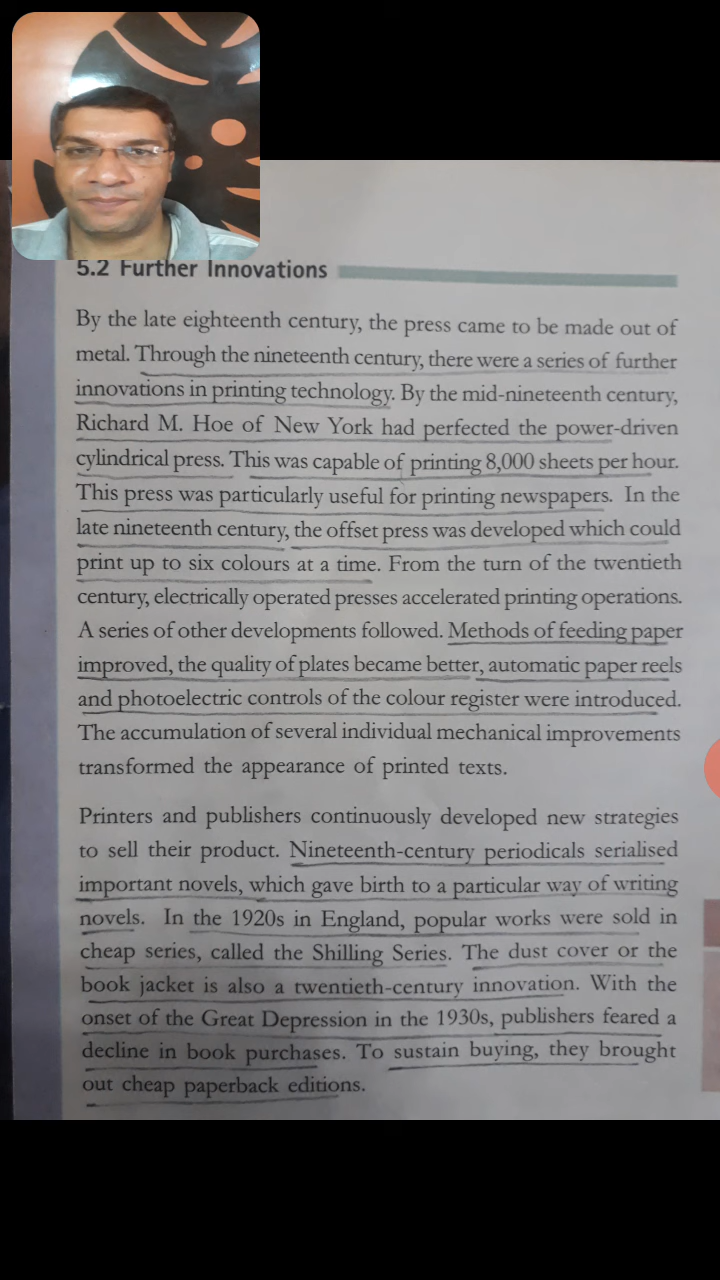 5.2 Further Innovations
By the late eighteenth century, the press came to be made out of
metal. Through the nineteenth century, there were a series of further
innovations in printing technology. By the mid-nineteenth century,
Richard M. Hoe of New York had perfected the power-driven
cylindrical press. This was capable of printing 8,000 sheets per hour.
This press was particularly useful for printing newspapers. In the
late nineteenth century, the offset press was developed which could
print up to six colours at a time. From the turn of the twentieth
century, electrically operated presses accelerated printing operations.
A series of other developments followed. Methods of feeding paper
improved, the quality of plates became better, automatic paper reels
and photoelectric controls of the colour register were introduced.
The accumulation of several individual mechanical improvements
transformed the appearance of printed texts.
Printers and publishers continuously developed new strategies
to sell their product. Nineteenth-century periodicals serialised
important novels, which gave birth to a particular way of writing
novels. In the 1920s in England, popular works were sold in
cheap series, called the Shilling Series. The dust cover or the
book jacket is also a twentieth-century innovation. With the
onset of the Great Depression in the 1930s, publishers feared a
decline in book purchases. To sustain buying, they brought
out cheap paperback editions.